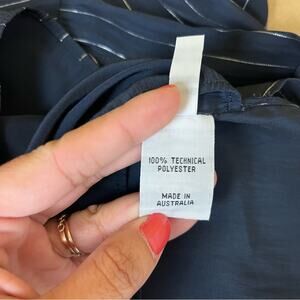 100% TECHNICAL
POLYESTER
MADE IN
AUSTRALIA